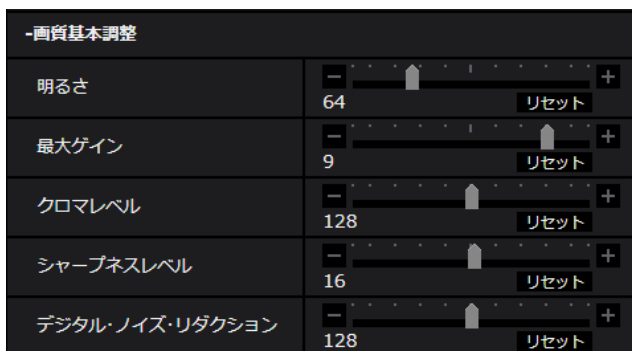 -画質基本調整
明るさ
64 リセット
最大ゲイン
9 リセット
クロマレベル
128 リセット
シャープネスレベル
16 リセット
デジタル・ノイズ・リダクション
128 リセット